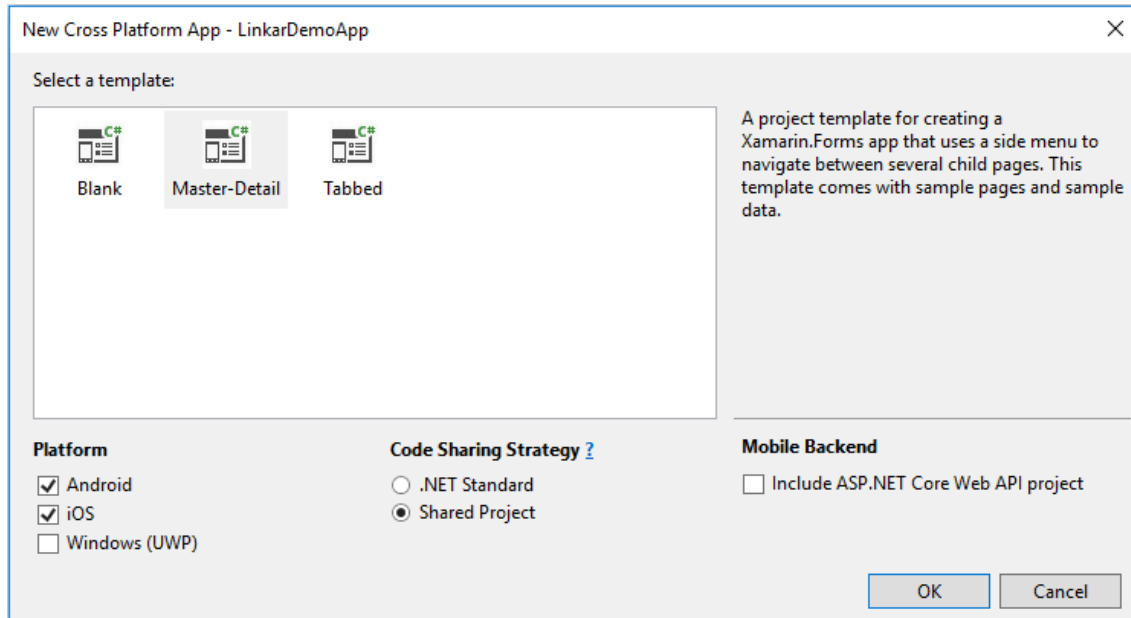 New Cross Platform App - LinkarDemoApp
Select a template:
C#
Blank
C#
Master-Detail
C#
Tabbed
A project template for creating a
Xamarin.Forms app that uses a side menu to
navigate between several child pages. This
template comes with sample pages and sample
data.
Platform
Android
iOS
Windows (UWP)
Code Sharing Strategy ?
.NET Standard
Shared Project
Mobile Backend
Include ASP.NET Core Web API project
OK
Cancel